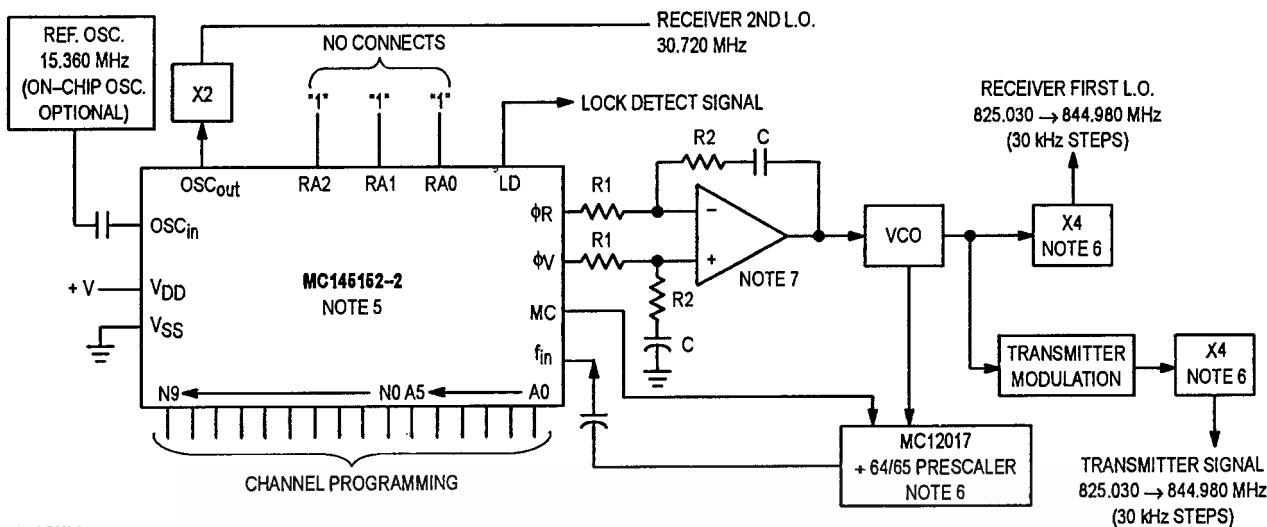 REF. OSC.
15.360 MHz
(ON–CHIP OSC.
OPTIONAL)
X2
RECEIVER 2ND L.O.
30.720 MHz
NO CONNECTS
"1" "1" "1"
LOCK DETECT SIGNAL
RECEIVER FIRST L.O.
825.030 → 844.980 MHz
(30 kHz STEPS)
OSCout RA2 RA1 RA0 LD
OSCin
+ V
VDD
VSS
MC145152–2
NOTE 5
ϕR
ϕV
MC
fin
N9 N0 A5 A0
CHANNEL PROGRAMMING
R1
R1
R2
C
R2
C
–
+
NOTE 7
VCO
X4
NOTE 6
TRANSMITTER
MODULATION
X4
NOTE 6
MC12017
+ 64/65 PRESCALER
NOTE 6
TRANSMITTER SIGNAL
825.030 → 844.980 MHz
(30 kHz STEPS)